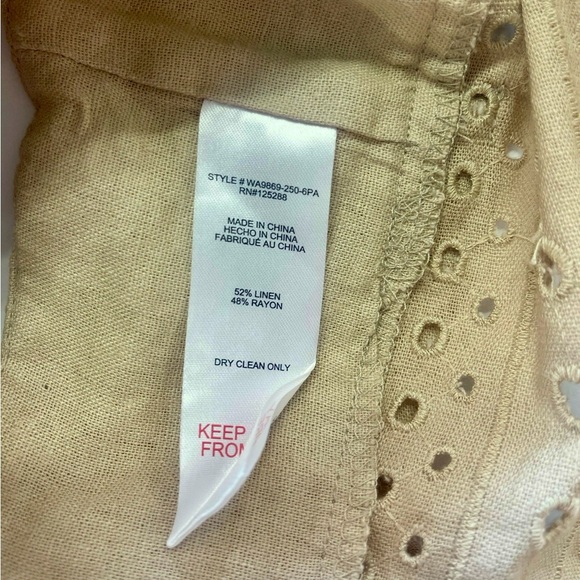 STYLE # WA9869-250-6PA
RN#125288
MADE IN CHINA
HECHO IN CHINA
FABRIQUÉ AU CHINA
52% LINEN
48% RAYON
DRY CLEAN ONLY
KEEP
FROM